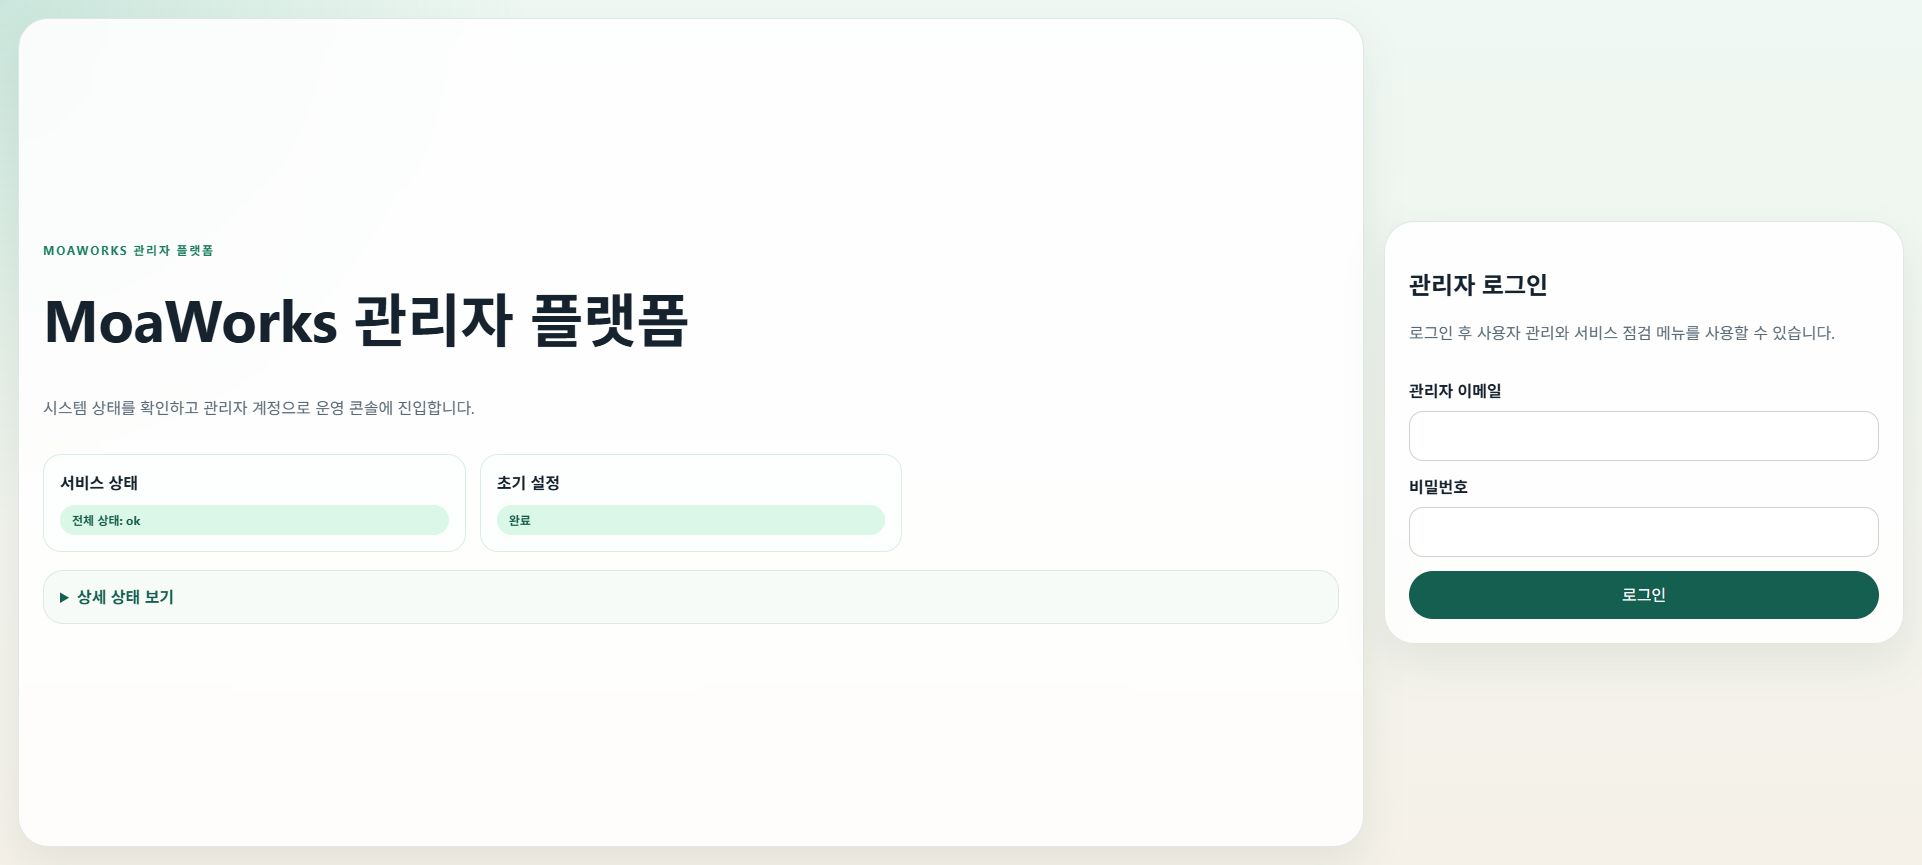 MOAWORKS 관리자 플랫폼
MoaWorks 관리자 플랫폼
시스템 상태를 확인하고 관리자 계정으로 운영 콘솔에 진입합니다.
서비스 상태
전체 상태: ok
초기 설정
완료
▶ 상세 상태 보기
관리자 로그인
로그인 후 사용자 관리와 서비스 점검 메뉴를 사용할 수 있습니다.
관리자 이메일
비밀번호
로그인